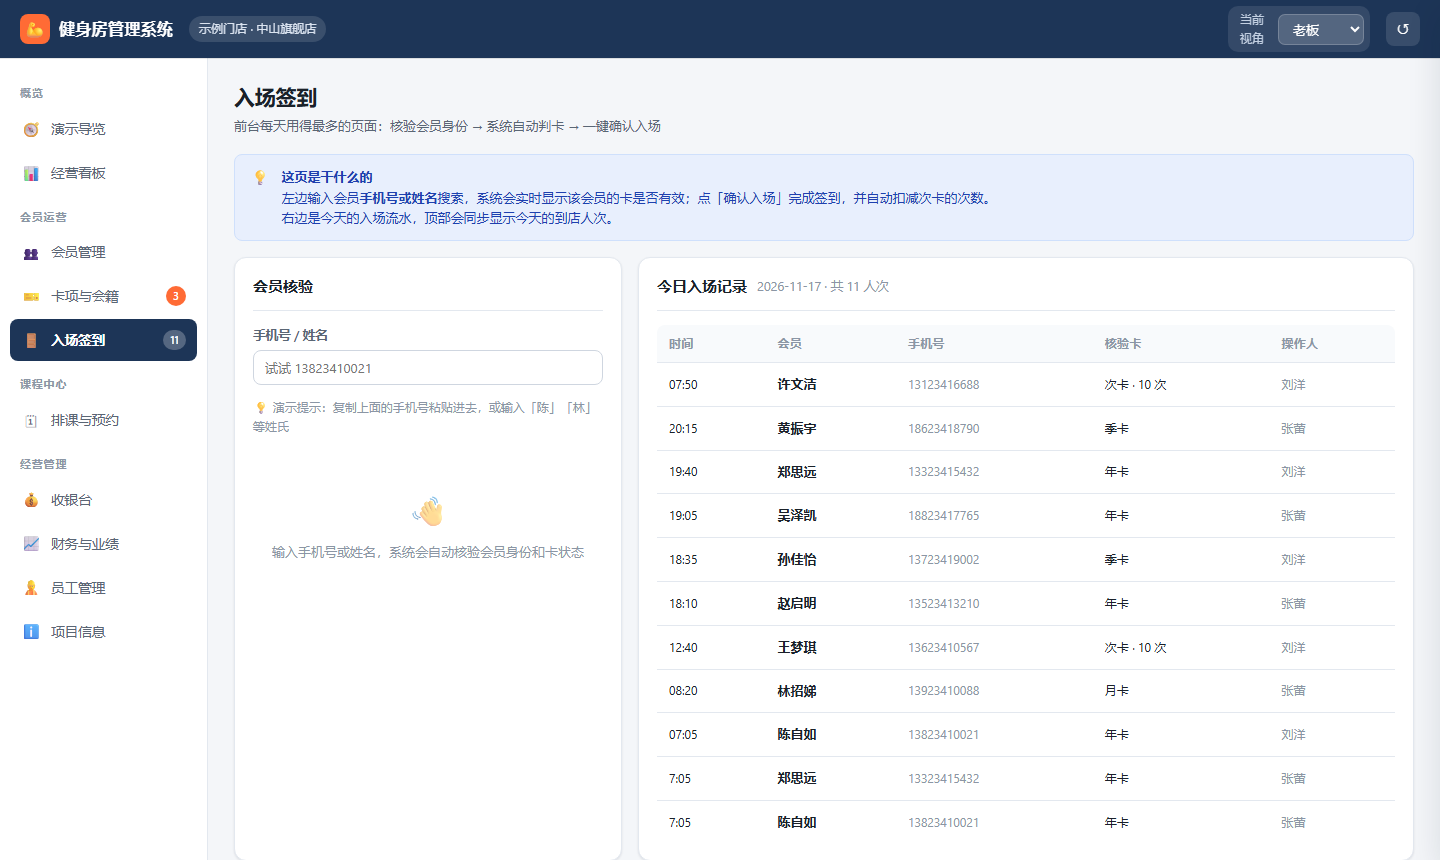 健身房管理系统
示例门店 · 中山旗舰店
当前
视角
老板
概览
演示导览
经营看板
会员运营
会员管理
卡项与会籍 3
入场签到 11
课程中心
排课与预约
经营管理
收银台
财务与业绩
员工管理
项目信息
入场签到
前台每天用得最多的页面：核验会员身份 → 系统自动判卡 → 一键确认入场
这页是干什么的
左边输入会员手机号或姓名搜索，系统会实时显示该会员的卡是否有效；点「确认入场」完成签到，并自动扣减次卡的次数。
右边是今天的入场流水，顶部会同步显示今天的到店人次。
会员核验
手机号 / 姓名
试试 13823410021
演示提示：复制上面的手机号粘贴进去，或输入「陈」「林」
等姓氏
输入手机号或姓名，系统会自动核验会员身份和卡状态
今日入场记录 2026-11-17 · 共 11 人次
时间 会员 手机号 核验卡 操作人
07:50 许文洁 13123416688 次卡 · 10 次 刘洋
20:15 黄振宇 18623418790 季卡 张蕾
19:40 郑思远 13323415432 年卡 刘洋
19:05 吴泽凯 18823417765 年卡 张蕾
18:35 孙佳怡 13723419002 季卡 刘洋
18:10 赵启明 13523413210 年卡 张蕾
12:40 王梦琪 13623410567 次卡 · 10 次 刘洋
08:20 林招娣 13923410088 月卡 张蕾
07:05 陈自如 13823410021 年卡 刘洋
7:05 郑思远 13323415432 年卡 张蕾
7:05 陈自如 13823410021 年卡 张蕾